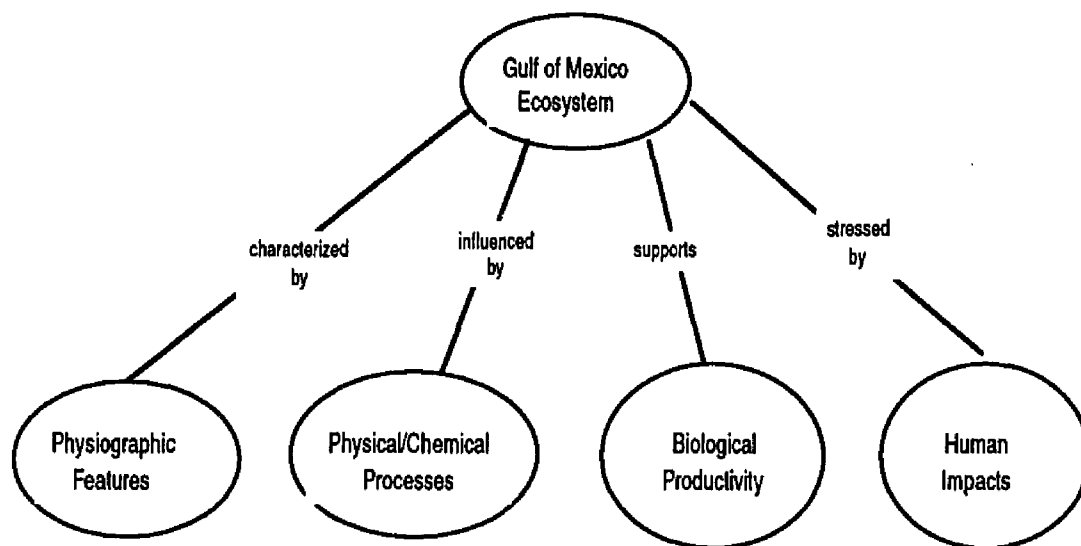 Gulf of Mexico
Ecosystem
characterized
by
influenced
by
supports
stressed
by
Physiographic
Features
Physical/Chemical
Processes
Biological
Productivity
Human
Impacts